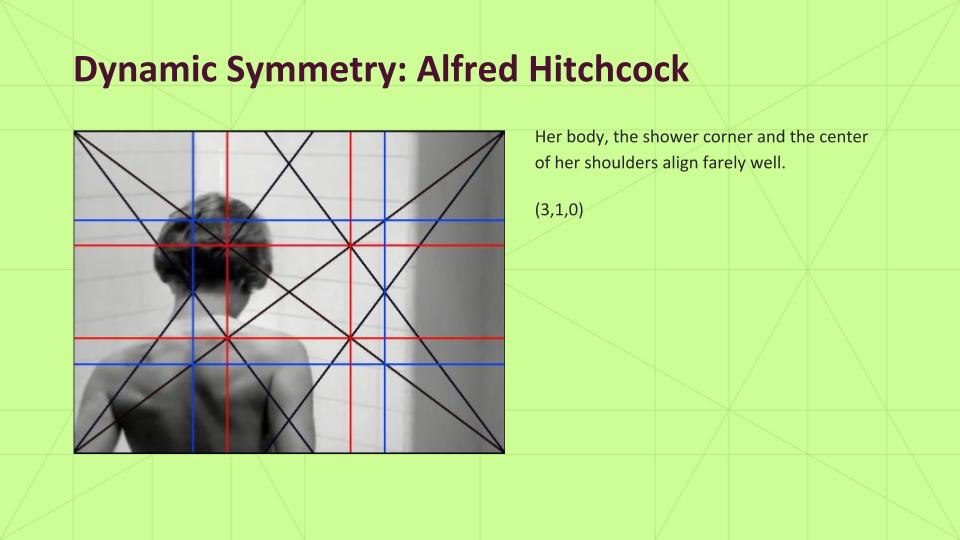 Dynamic Symmetry: Alfred Hitchcock
Her body, the shower corner and the center
of her shoulders align farely well.
(3,1,0)